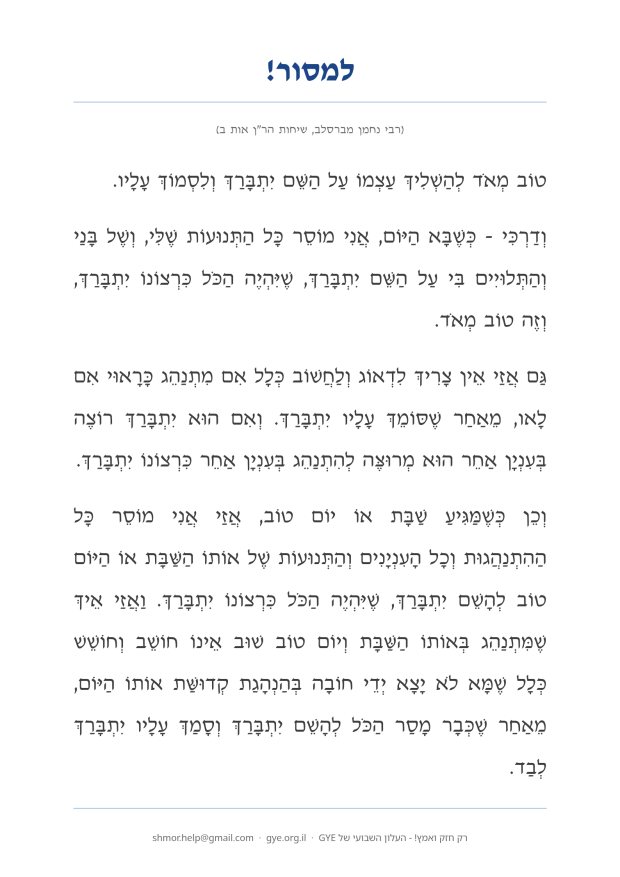 למסור!
(רבי נחמן מברסלב, שיחות הר"ן אות ב)
טוֹב מְאֹד לְהַשְׁלִיךְ עַצְמוֹ עַל הַשֵּׁם יִתְבָּרַךְ וְלִסְמוֹךְ עָלָיו.
וְדַרְכִּי - כְּשֶׁבָּא הַיּוֹם, אֲנִי מוֹסֵר כָּל הַתְּנוּעוֹת שֶׁלִּי, וְשֶׁל בָּנַי
וְהַתְּלוּיִים בִּי עַל הַשֵּׁם יִתְבָּרַךְ, שֶׁיִּהְיֶה הַכֹּל כִּרְצוֹנוֹ יִתְבָּרַךְ,
וְזֶה טוֹב מְאֹד.
גַּם אֲזַי אֵין צָרִיךְ לִדְאוֹג וְלַחֲשׁוֹב כְּלָל אִם מִתְנַהֵג כָּרָאוּי אִם
לָאו, מֵאַחַר שֶׁסּוֹמֵךְ עָלָיו יִתְבָּרַךְ. וְאִם הוּא יִתְבָּרַךְ רוֹצֶה
בְּעִנְיָן אַחֵר הוּא מְרוּצֶּה לְהִתְנַהֵג בְּעִנְיָן אַחֵר כִּרְצוֹנוֹ יִתְבָּרַךְ.
וְכֵן כְּשֶׁמַּגִּיעַ שַׁבָּת אוֹ יוֹם טוֹב, אֲזַי אֲנִי מוֹסֵר כָּל
הַהִתְנַהֲגוּת וְכָל הָעִנְיָנִים וְהַתְּנוּעוֹת שֶׁל אוֹתוֹ הַשַּׁבָּת אוֹ הַיּוֹם
טוֹב לְהָשֵׁם יִתְבָּרַךְ, שֶׁיִּהְיֶה הַכֹּל כִּרְצוֹנוֹ יִתְבָּרַךְ. וַאֲזַי אֵיךְ
שֶׁמִּתְנַהֵג בְּאוֹתוֹ הַשַּׁבָּת וְיוֹם טוֹב שׁוּב אֵינוֹ חוֹשֵׁב וְחוֹשֵׁשׁ
כְּלָל שֶׁמָּא לֹא יָצָא יְדֵי חוֹבָה בְּהַנְהָגַת קְדוּשַּׁת אוֹתוֹ הַיּוֹם,
מֵאַחַר שֶׁכְּבָר מָסַר הַכֹּל לְהָשֵׁם יִתְבָּרַךְ וְסָמַךְ עָלָיו יִתְבָּרַךְ
לְבַד.
רק חזק ואמץ! - העלון השבועי של GYE · gye.org.il · shmor.help@gmail.com